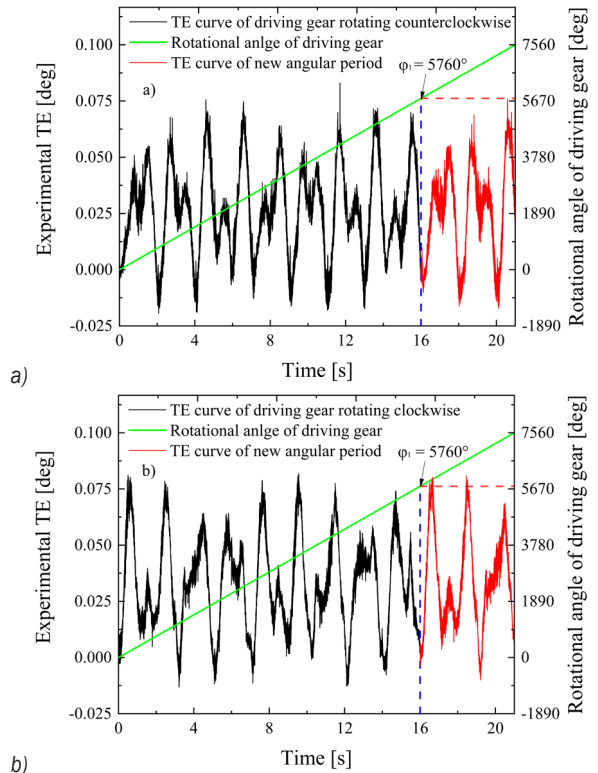 TE curve of driving gear rotating counterclockwise
Rotational anlge of driving gear
TE curve of new angular period
a)
φ₁ = 5760°
0.100
0.075
0.050
0.025
0.000
-0.025
Experimental TE [deg]
7560
5670
3780
1890
0
-1890
Rotational angle of driving gear [deg]
0 4 8 12 16 20
Time [s]
a)
TE curve of driving gear rotating clockwise
Rotational anlge of driving gear
TE curve of new angular period
b)
φ₁ = 5760°
0.100
0.075
0.050
0.025
0.000
-0.025
Experimental TE [deg]
7560
5670
3780
1890
0
-1890
Rotational angle of driving gear [deg]
0 4 8 12 16 20
Time [s]
b)